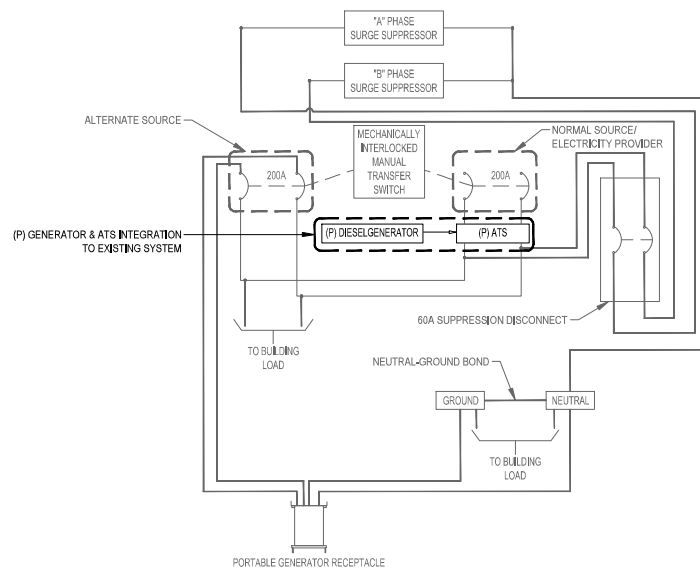 "A" PHASE
SURGE SUPPRESSOR
"B" PHASE
SURGE SUPPRESSOR
ALTERNATE SOURCE
MECHANICALLY
INTERLOCKED
MANUAL
TRANSFER
SWITCH
NORMAL SOURCE/
ELECTRICITY PROVIDER
200A
200A
(P) GENERATOR & ATS INTEGRATION
TO EXISTING SYSTEM
(P) DIESELGENERATOR
(P) ATS
60A SUPPRESSION DISCONNECT
TO BUILDING
LOAD
NEUTRAL-GROUND BOND
GROUND
NEUTRAL
TO BUILDING
LOAD
PORTABLE GENERATOR RECEPTACLE